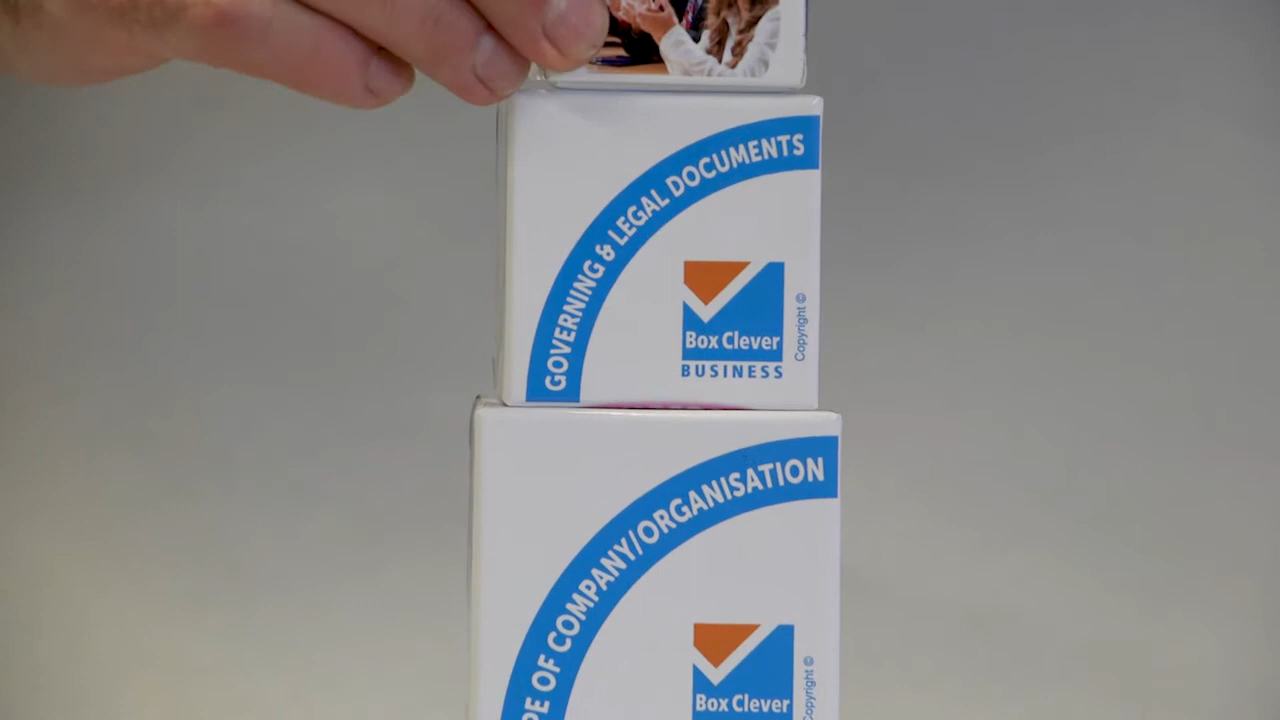 GOVERNING & LEGAL DOCUMENTS
Box Clever
BUSINESS
Copyright ©
PE OF COMPANY/ORGANISATION
Box Clever
Copyright ©